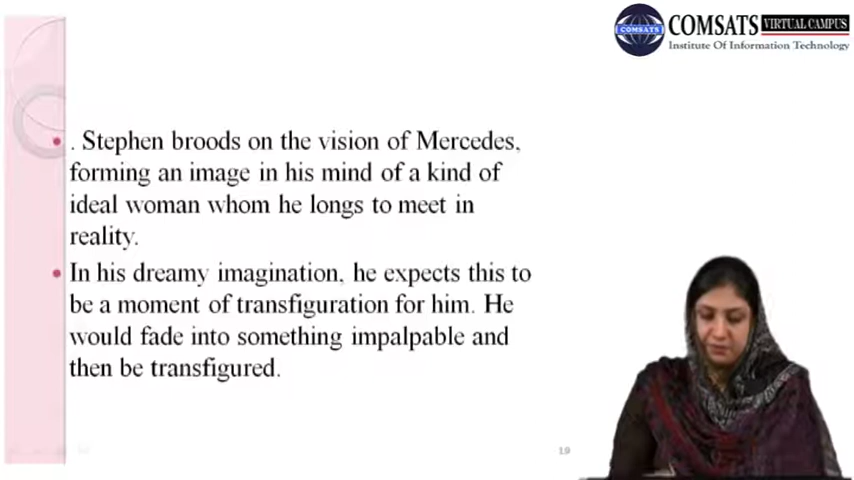 COMSATS VIRTUAL CAMPUS
COMSATS
Institute Of Information Technology
. Stephen broods on the vision of Mercedes,
forming an image in his mind of a kind of
ideal woman whom he longs to meet in
reality.
In his dreamy imagination, he expects this to
be a moment of transfiguration for him. He
would fade into something impalpable and
then be transfigured.
19